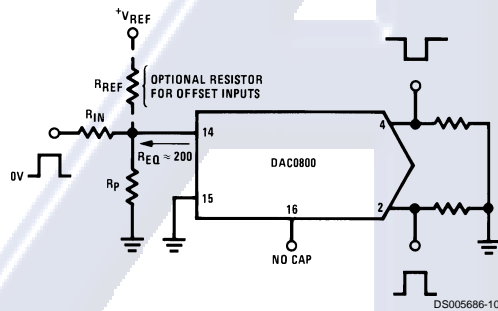 +VREF
RREF
OPTIONAL RESISTOR
FOR OFFSET INPUTS
RIN
14
4
REQ ≈ 200
DAC0800
0V
RP
15
16
2
NO CAP
DS005686-10